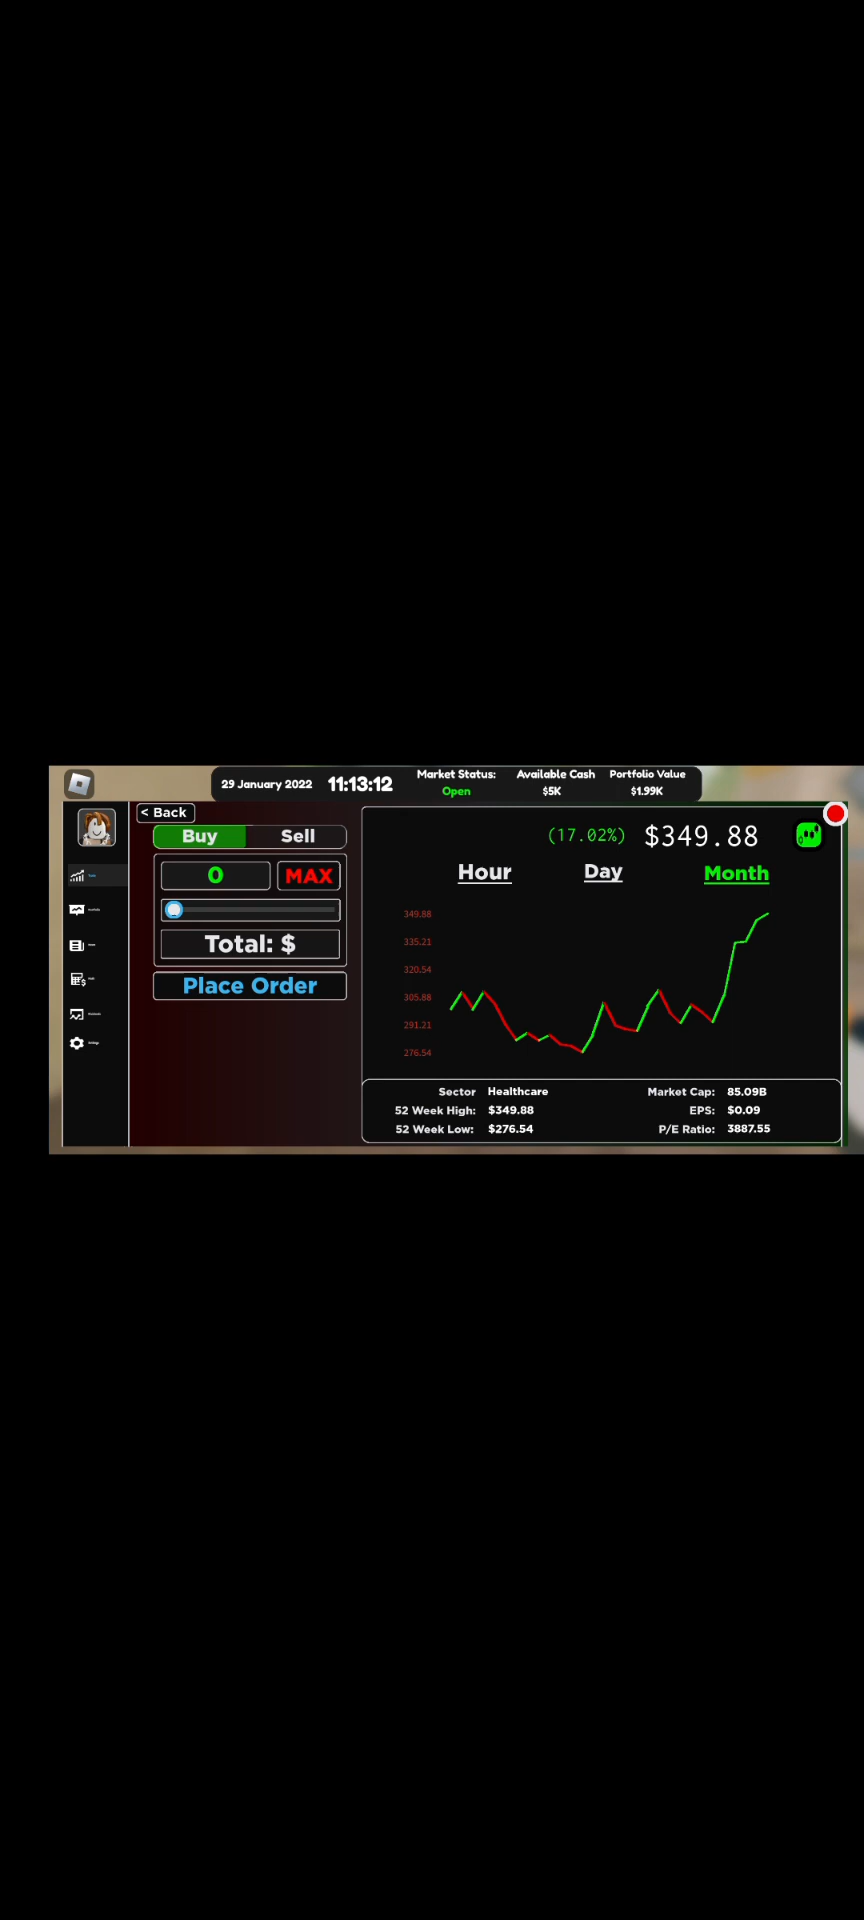 29 January 2022
11:13:12
Market Status:
Open
Available Cash
$5K
Portfolio Value
$1.99K
< Back
Buy
Sell
0
MAX
Total: $
Place Order
(17.02%)
$349.88
Hour
Day
Month
349.88
335.21
320.54
305.88
291.21
276.54
Sector Healthcare
52 Week High: $349.88
52 Week Low: $276.54
Market Cap: 85.09B
EPS: $0.09
P/E Ratio: 3887.55